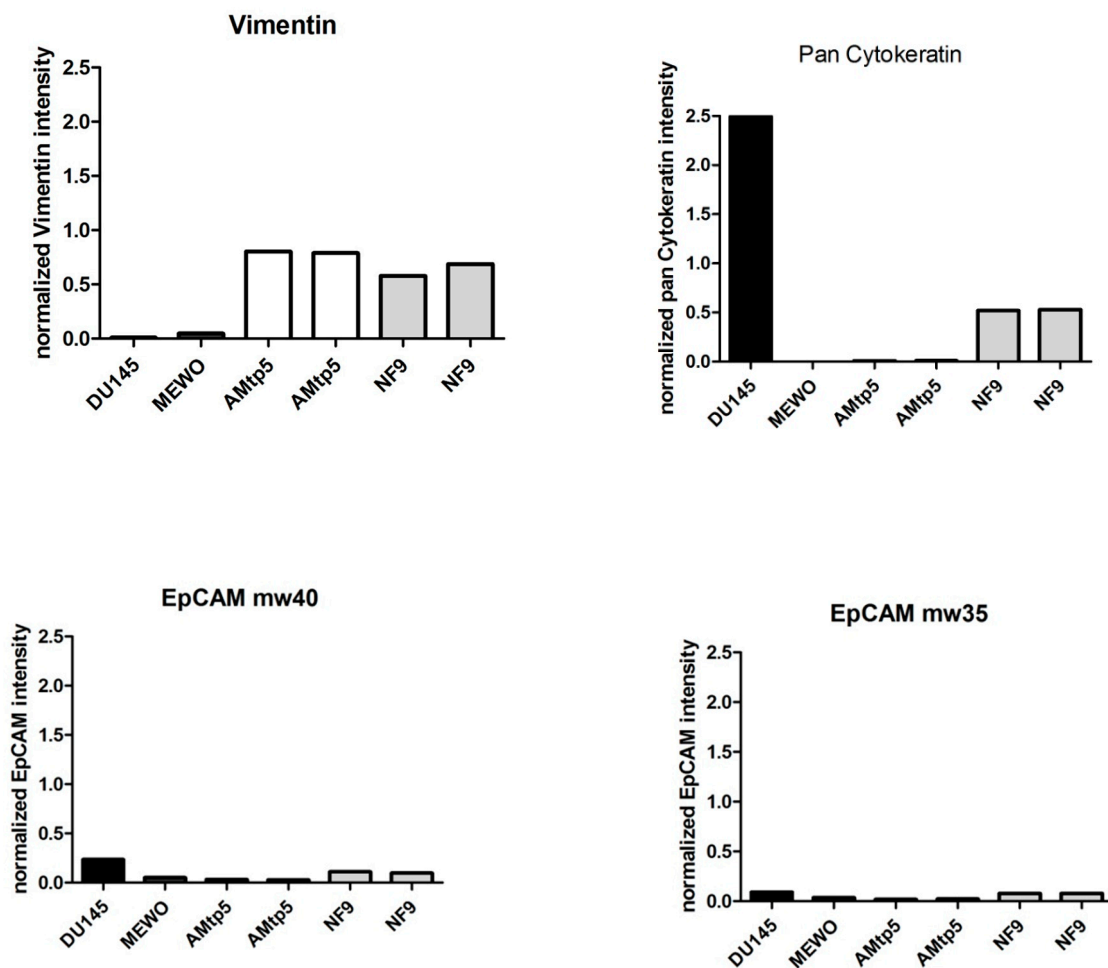 Vimentin
normalized Vimentin intensity
2.5
2.0
1.5
1.0
0.5
0.0
DU145
MEWO
AMtp5
AMtp5
NF9
NF9
Pan Cytokeratin
normalized pan Cytokeratin intensity
2.5
2.0
1.5
1.0
0.5
0.0
DU145
MEWO
AMtp5
AMtp5
NF9
NF9
EpCAM mw40
normalized EpCAM intensity
2.5
2.0
1.5
1.0
0.5
0.0
DU145
MEWO
AMtp5
AMtp5
NF9
NF9
EpCAM mw35
normalized EpCAM intensity
2.5
2.0
1.5
1.0
0.5
0.0
DU145
MEWO
AMtp5
AMtp5
NF9
NF9